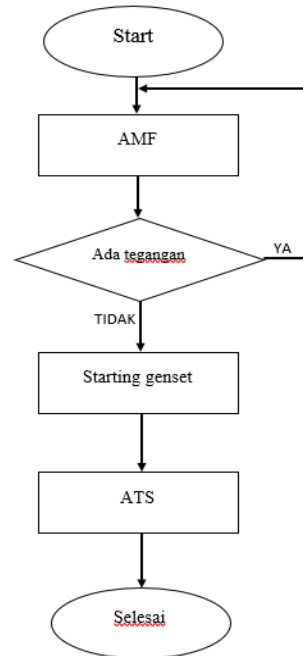 Start
AMF
Ada tegangan
YA
TIDAK
Starting genset
ATS
Selesai